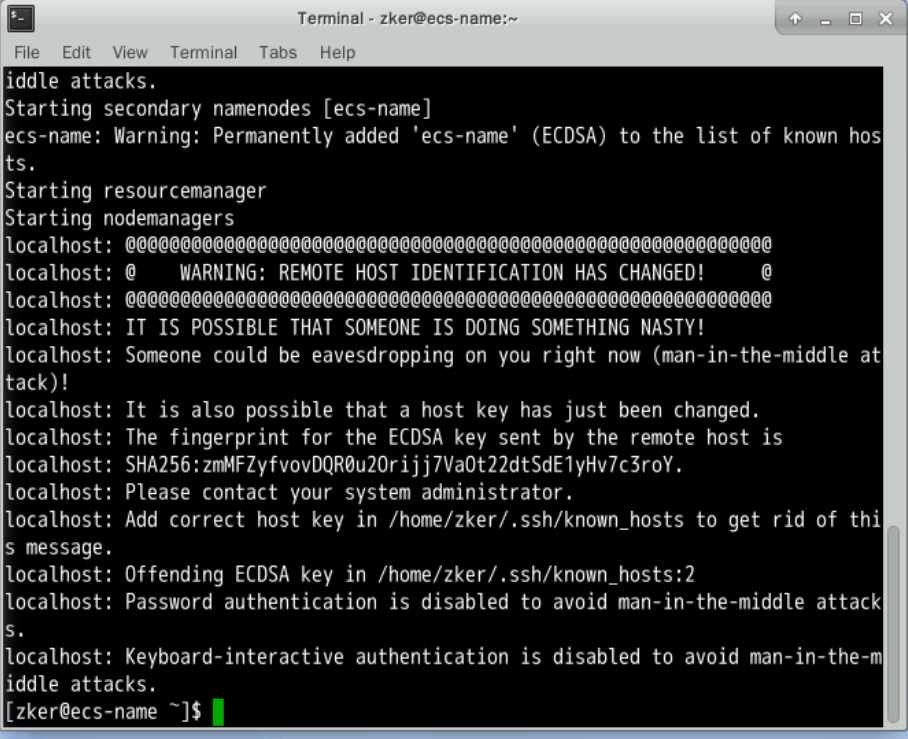 Terminal - zker@ecs-name:~
File Edit View Terminal Tabs Help
iddle attacks.
Starting secondary namenodes [ecs-name]
ecs-name: Warning: Permanently added 'ecs-name' (ECDSA) to the list of known hos
ts.
Starting resourcemanager
Starting nodemanagers
localhost: @@@@@@@@@@@@@@@@@@@@@@@@@@@@@@@@@@@@@@@@@@@@@@@@@@@@@@@@@@@
localhost: @    WARNING: REMOTE HOST IDENTIFICATION HAS CHANGED!     @
localhost: @@@@@@@@@@@@@@@@@@@@@@@@@@@@@@@@@@@@@@@@@@@@@@@@@@@@@@@@@@@
localhost: IT IS POSSIBLE THAT SOMEONE IS DOING SOMETHING NASTY!
localhost: Someone could be eavesdropping on you right now (man-in-the-middle at
tack)!
localhost: It is also possible that a host key has just been changed.
localhost: The fingerprint for the ECDSA key sent by the remote host is
localhost: SHA256:zmMFZyfvovDQR0u2Orijj7VaOt22dtSdE1yHv7c3roY.
localhost: Please contact your system administrator.
localhost: Add correct host key in /home/zker/.ssh/known_hosts to get rid of thi
s message.
localhost: Offending ECDSA key in /home/zker/.ssh/known_hosts:2
localhost: Password authentication is disabled to avoid man-in-the-middle attack
s.
localhost: Keyboard-interactive authentication is disabled to avoid man-in-the-m
iddle attacks.
[zker@ecs-name ~]$